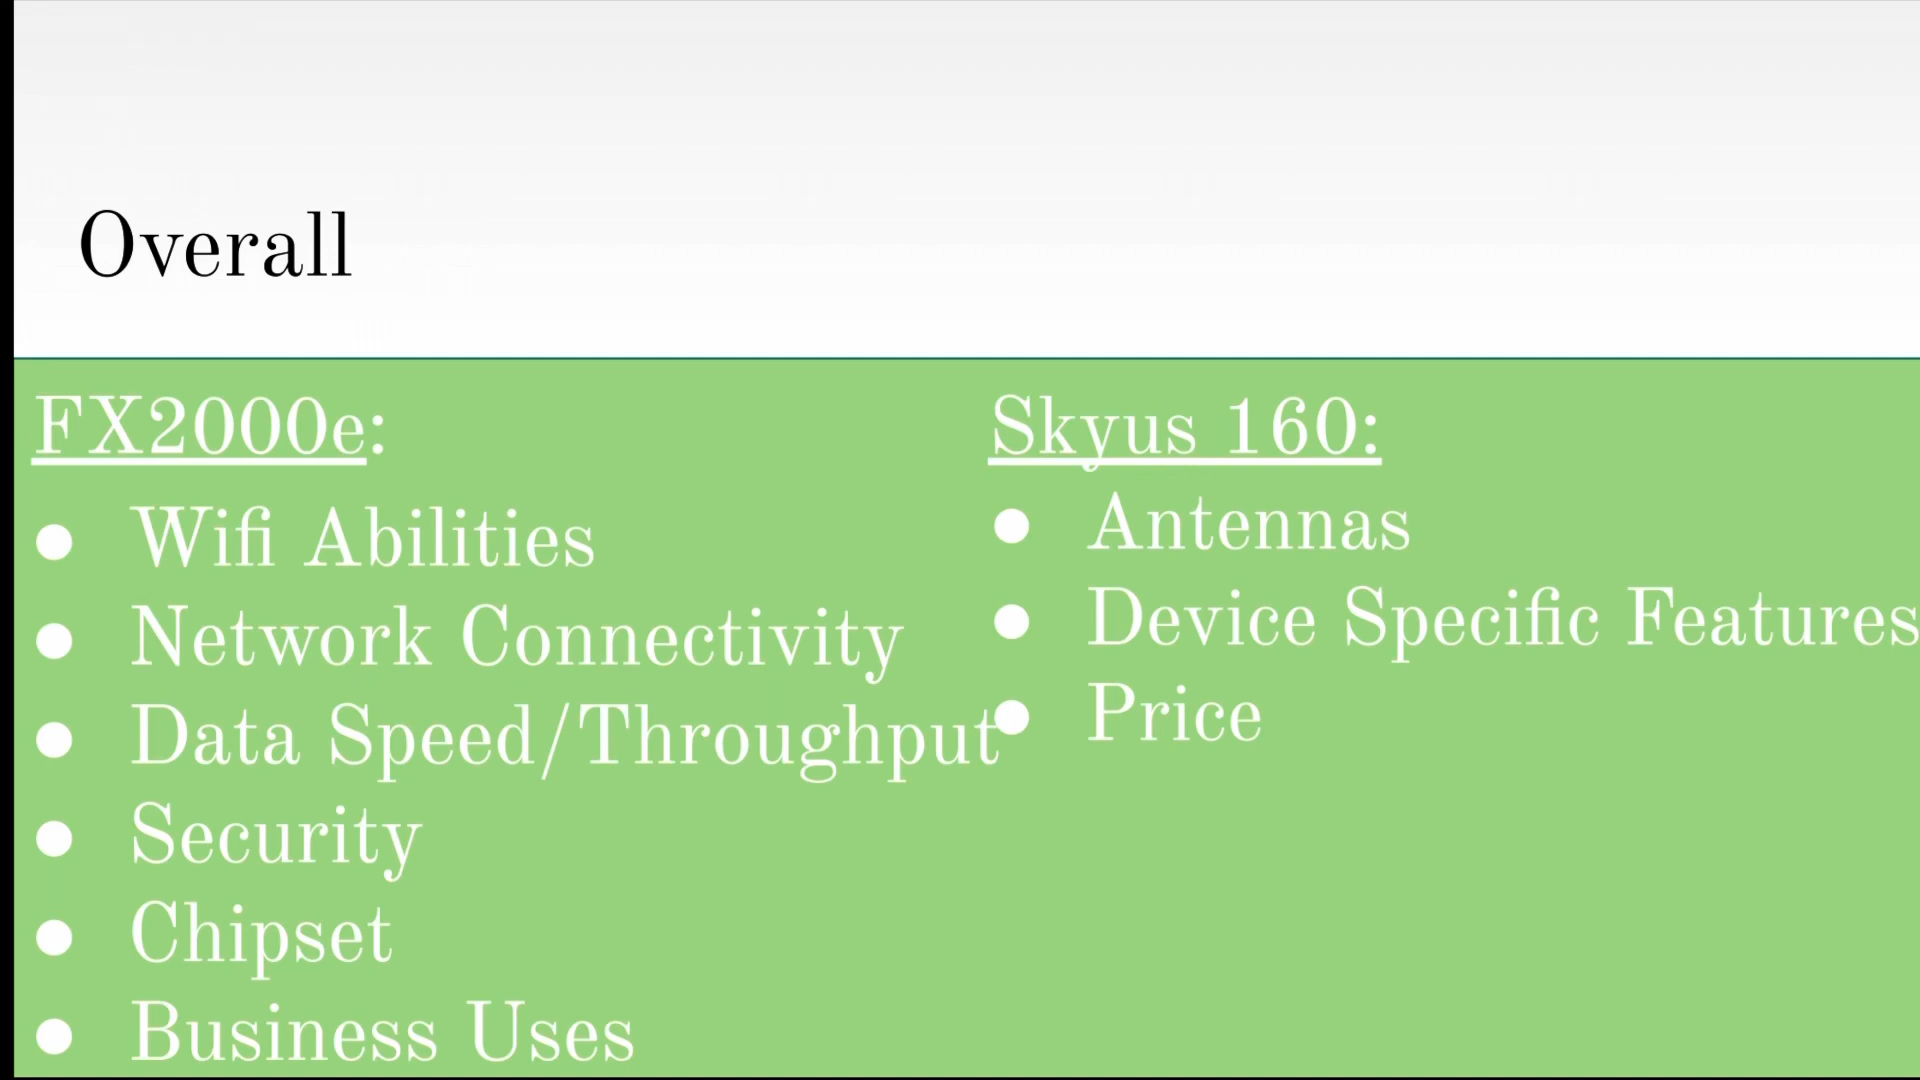 Overall
FX2000e:
● Wifi Abilities
● Network Connectivity
● Data Speed/Throughput
● Security
● Chipset
● Business Uses
Skyus 160:
● Antennas
● Device Specific Features
● Price